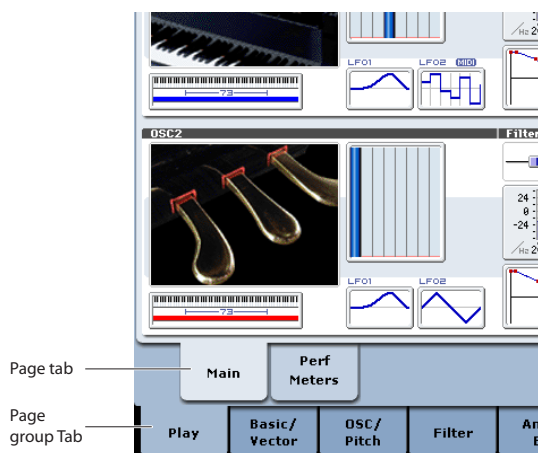 /Hz 2
LFO1
LFO2 MIDI
73
OSC2
Filter
24
0
-24
/Hz 2
LFO1
LFO2
73
Page tab
Main
Perf
Meters
Page
group Tab
Play
Basic/
Vector
OSC/
Pitch
Filter